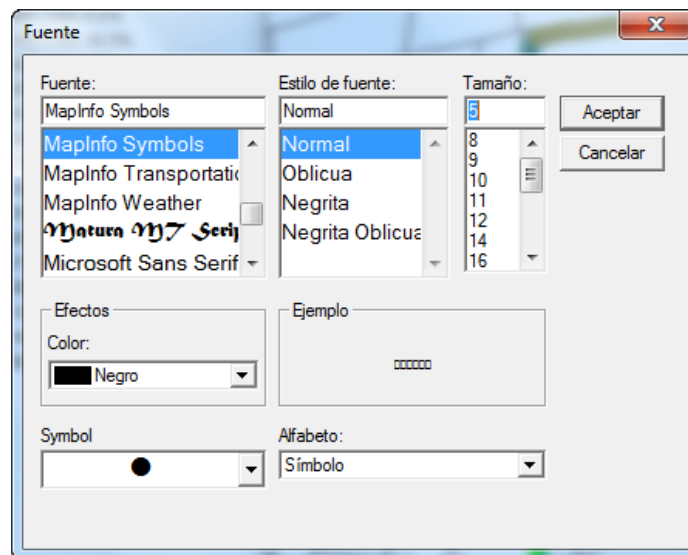 Fuente
Fuente:
Estilo de fuente:
Tamaño:
MapInfo Symbols
Normal
5
Aceptar
Cancelar
MapInfo Symbols
MapInfo Transportatic
MapInfo Weather
Matura MT Scrip
Microsoft Sans Serif
Normal
Oblicua
Negrita
Negrita Oblicua
8
9
10
11
12
14
16
Efectos
Color:
Negro
Ejemplo
Symbol
Alfabeto:
Símbolo